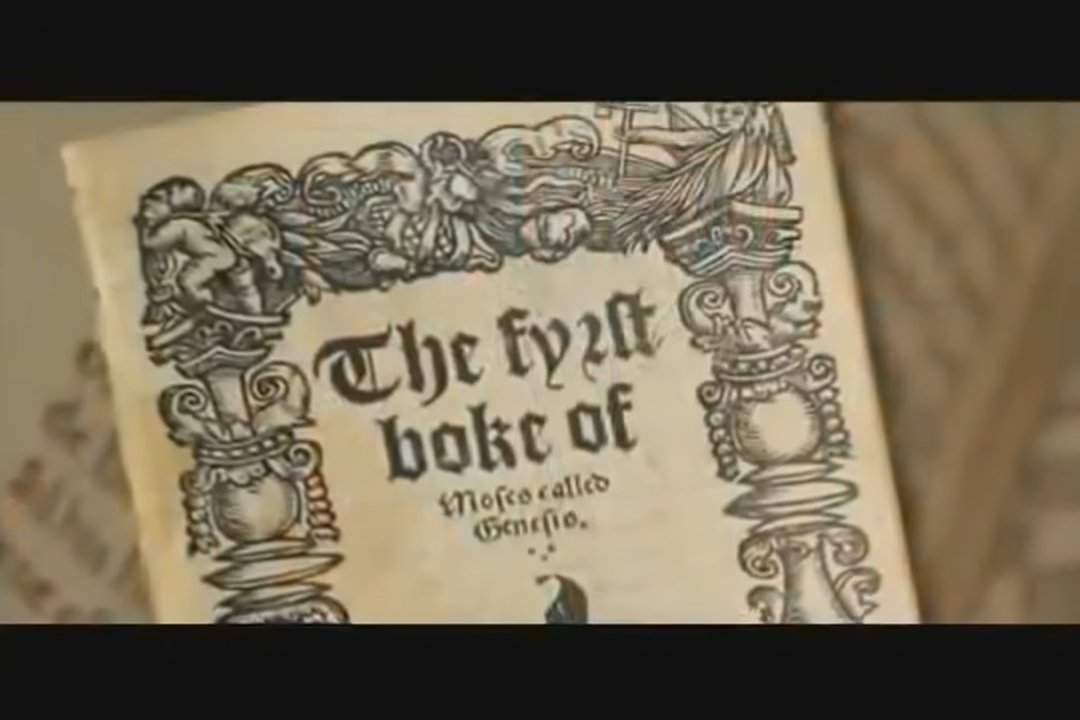 The fyrst
boke of
Moses called
Genesis.